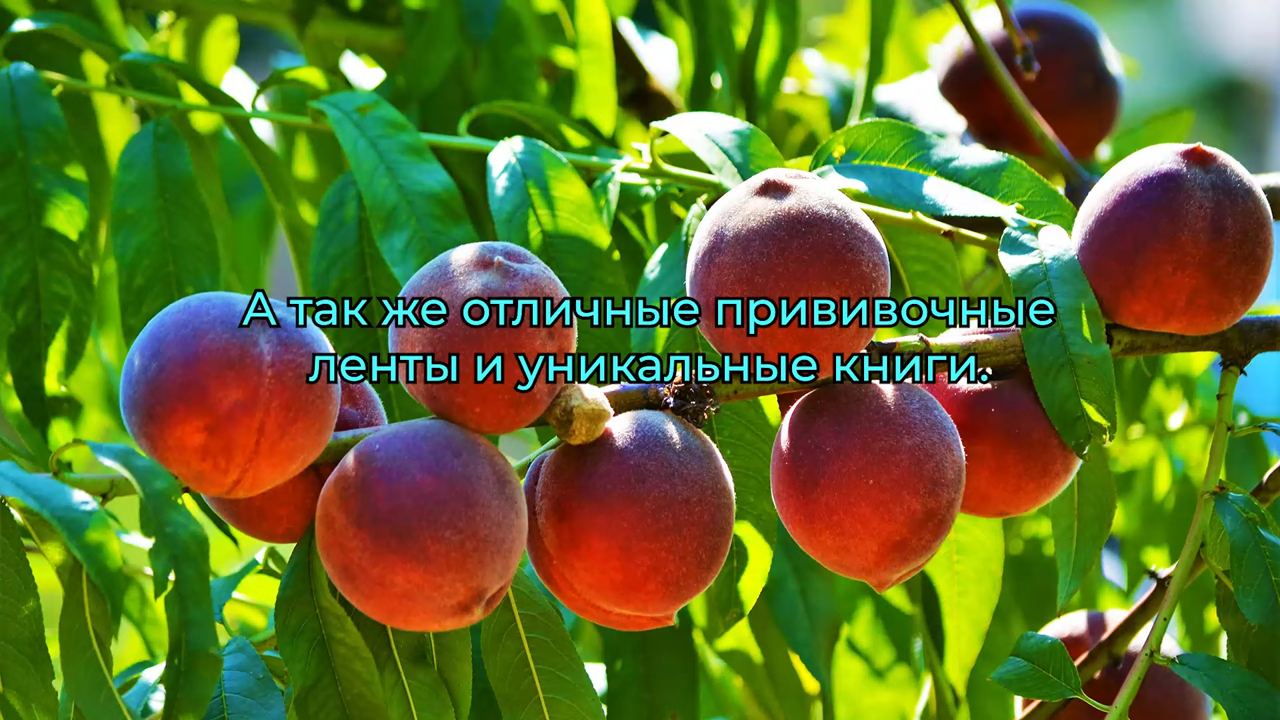 А так же отличные прививочные
ленты и уникальные книги.